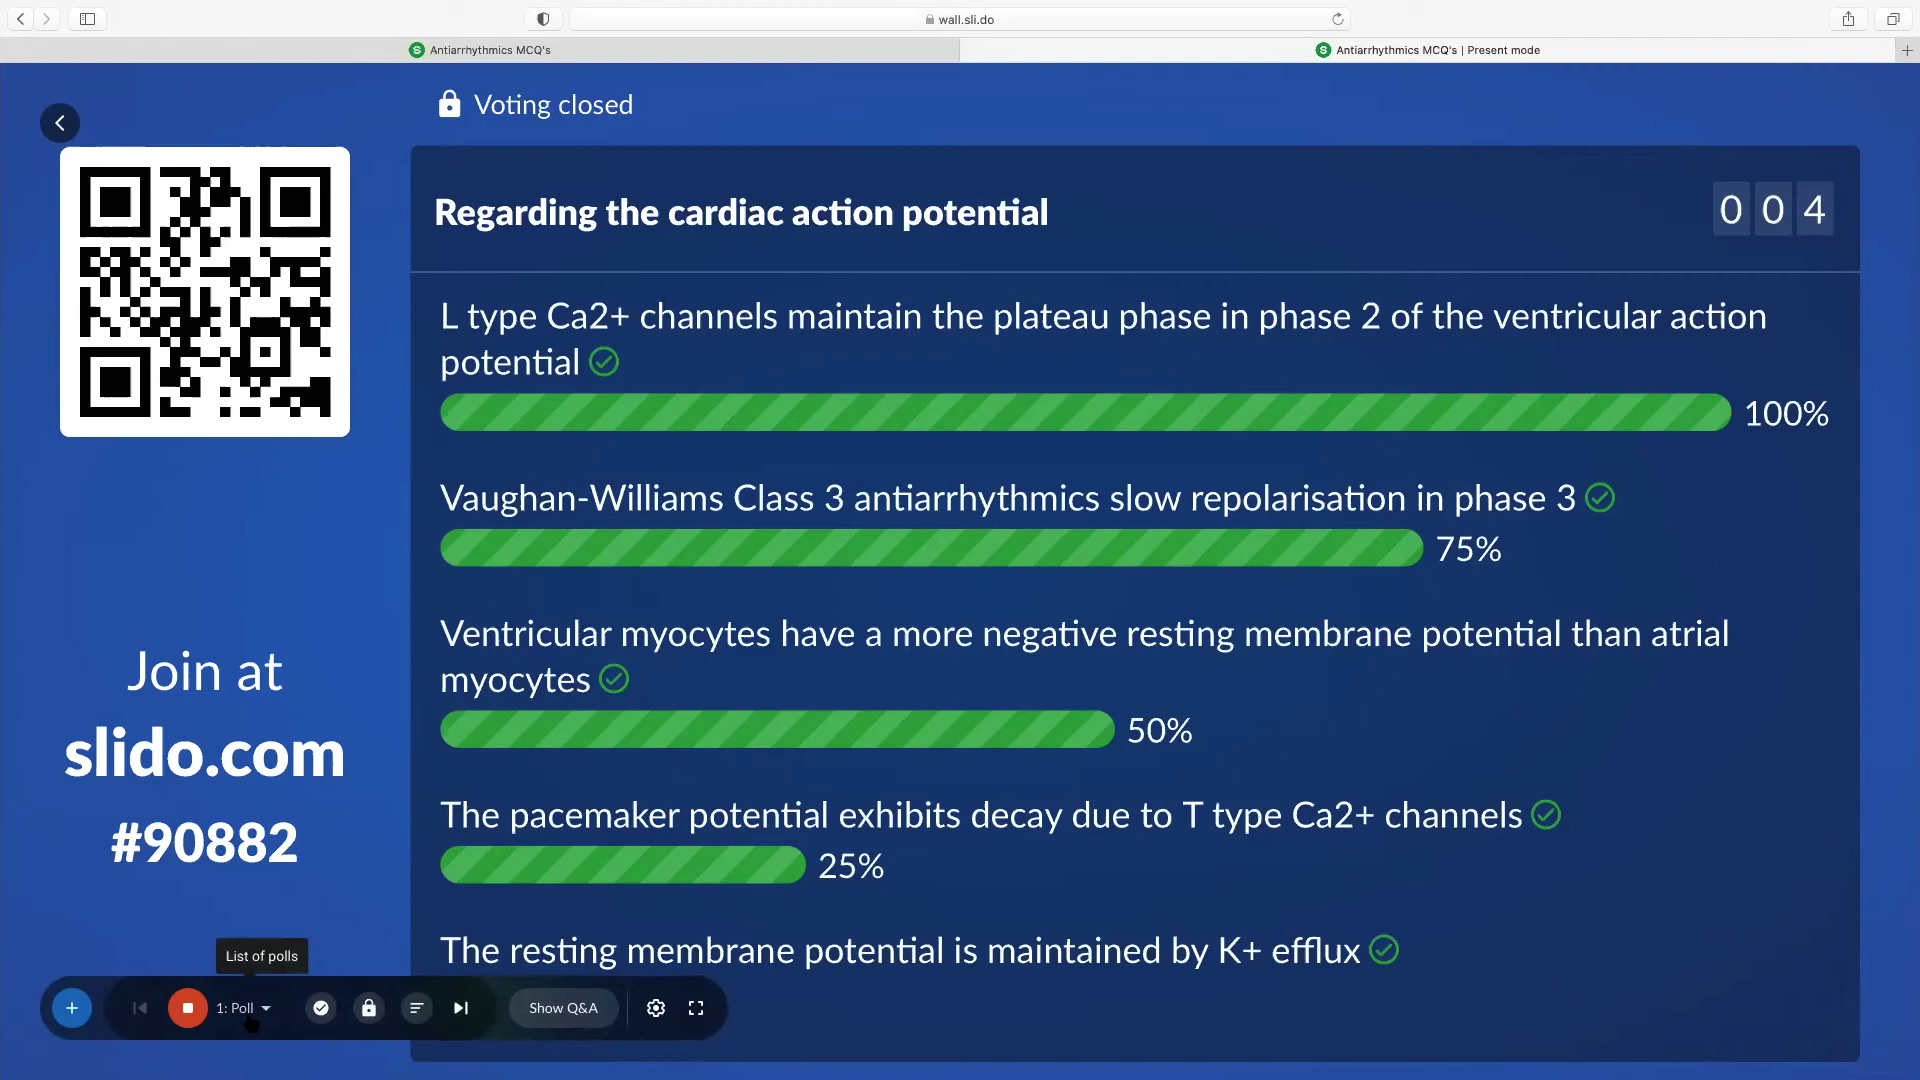 wall.sli.do
Antiarrhythmics MCQ's
Antiarrhythmics MCQ's | Present mode
Voting closed
Regarding the cardiac action potential
0 0 4
L type Ca2+ channels maintain the plateau phase in phase 2 of the ventricular action
potential
100%
Vaughan-Williams Class 3 antiarrhythmics slow repolarisation in phase 3
75%
Ventricular myocytes have a more negative resting membrane potential than atrial
myocytes
50%
The pacemaker potential exhibits decay due to T type Ca2+ channels
25%
The resting membrane potential is maintained by K+ efflux
Join at
slido.com
#90882
List of polls
1: Poll
Show Q&A